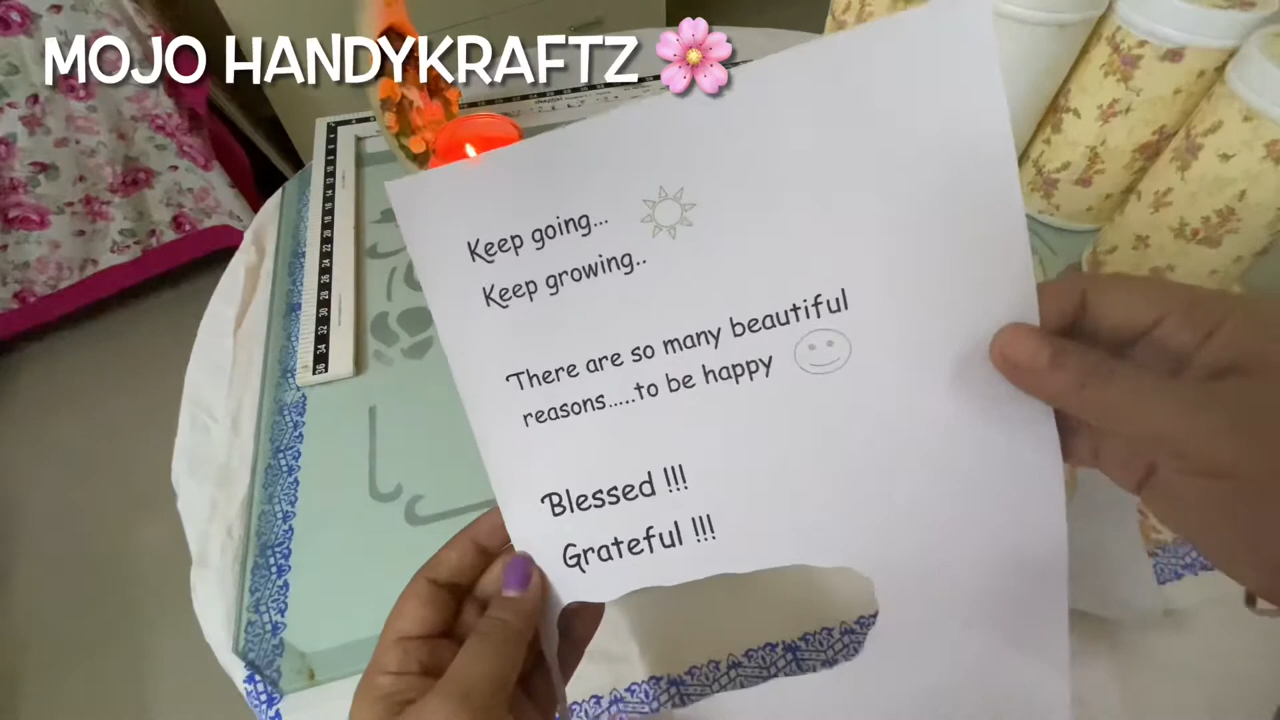 MOJO HANDYKRAFTZ
Keep going...
Keep growing..
There are so many beautiful
reasons.....to be happy
Blessed !!!
Grateful !!!